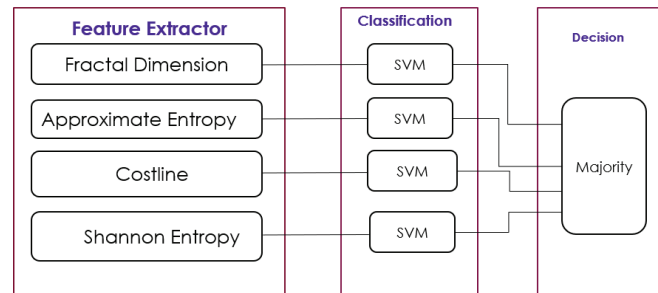 Feature Extractor
Classification
Decision
Fractal Dimension
SVM
Approximate Entropy
SVM
Costline
SVM
Majority
Shannon Entropy
SVM